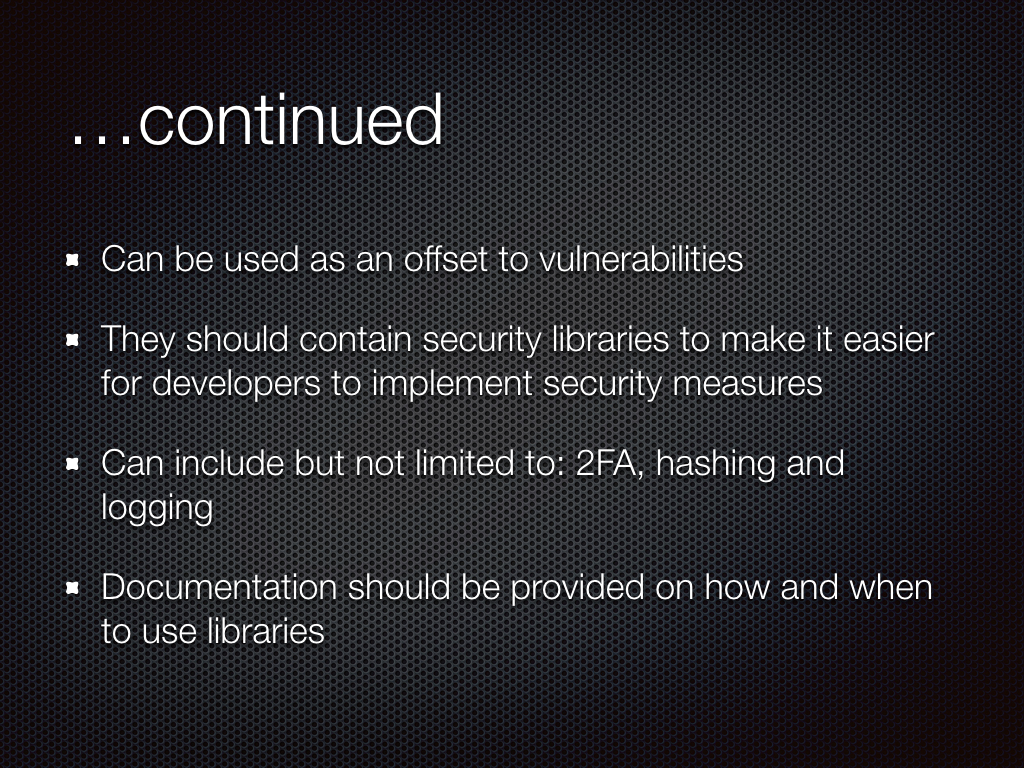 …continued
Can be used as an offset to vulnerabilities
They should contain security libraries to make it easier
for developers to implement security measures
Can include but not limited to: 2FA, hashing and
logging
Documentation should be provided on how and when
to use libraries